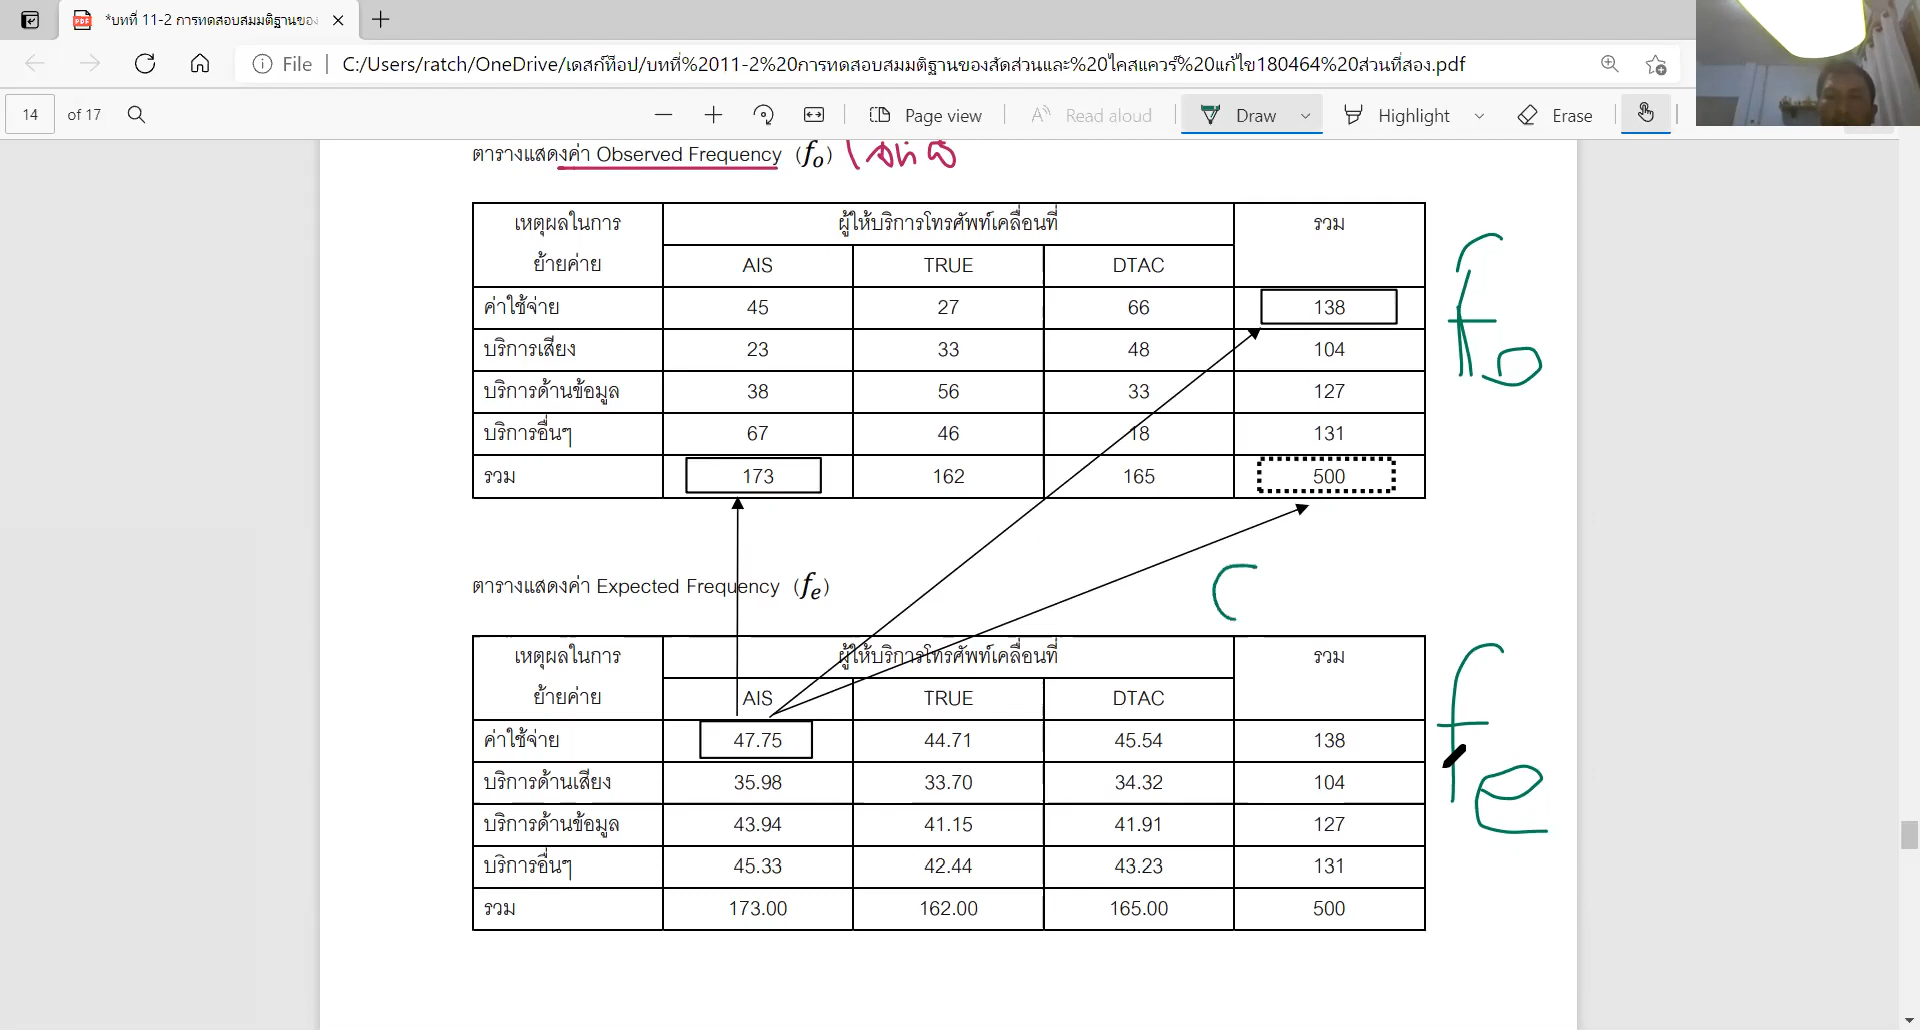 *บทที่ 11-2 การทดสอบสมมติฐานของ
File
C:/Users/ratch/OneDrive/เดสก์ท็อป/บทที่%2011-2%20การทดสอบสมมติฐานของสัดส่วนและ%20ไคสแควร์%20แก้ไข180464%20ส่วนที่สอง.pdf
14 of 17 Page view Read aloud Draw Highlight Erase
ตารางแสดงค่า Observed Frequency (fo)
เหตุผลในการ ผู้ให้บริการโทรศัพท์เคลื่อนที่ รวม
ย้ายค่าย AIS TRUE DTAC
ค่าใช้จ่าย 45 27 66 138
บริการเสียง 23 33 48 104
บริการด้านข้อมูล 38 56 33 127
บริการอื่นๆ 67 46 18 131
รวม 173 162 165 500
fo
ตารางแสดงค่า Expected Frequency (fe)
เหตุผลในการ ผู้ให้บริการโทรศัพท์เคลื่อนที่ รวม
ย้ายค่าย AIS TRUE DTAC
ค่าใช้จ่าย 47.75 44.71 45.54 138
บริการด้านเสียง 35.98 33.70 34.32 104
บริการด้านข้อมูล 43.94 41.15 41.91 127
บริการอื่นๆ 45.33 42.44 43.23 131
รวม 173.00 162.00 165.00 500
fe